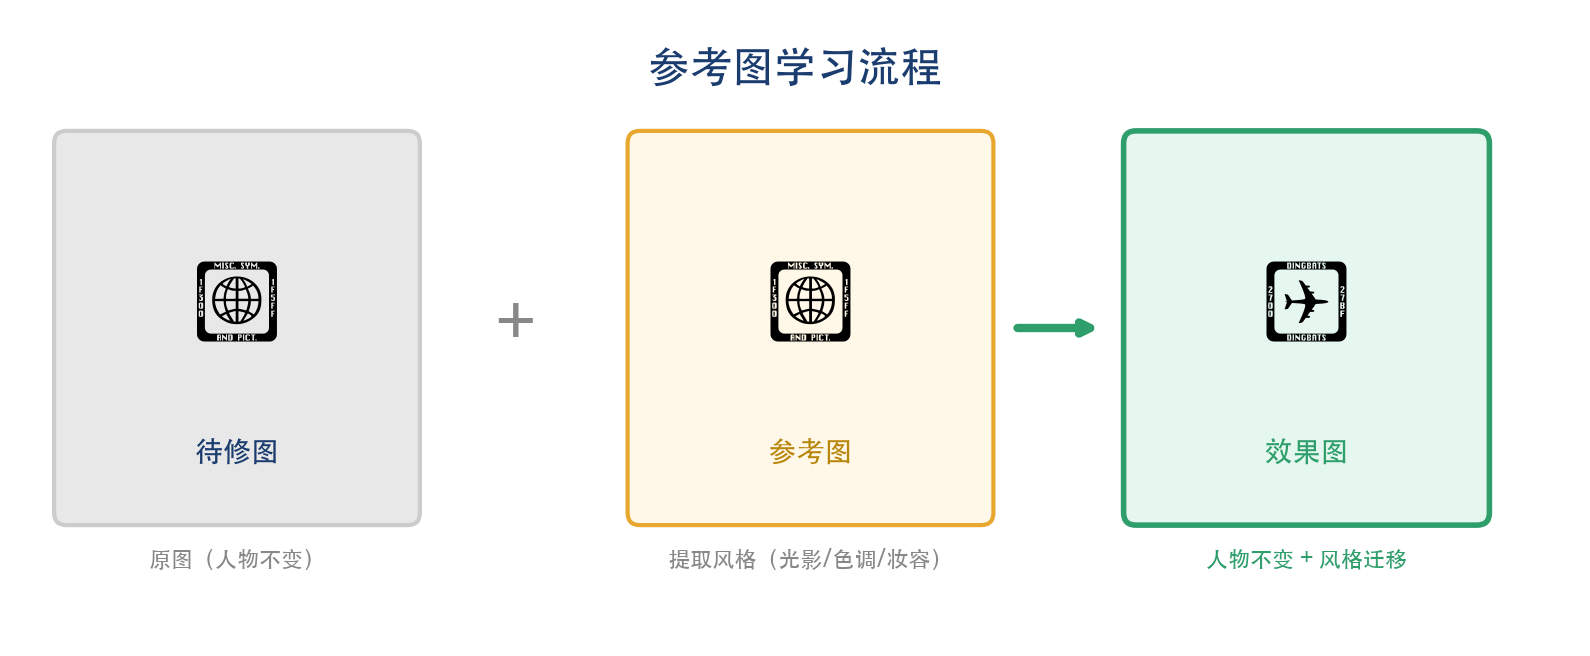 参考图学习流程
MISC. SYM.
1F300
1F5FF
AND PICT.
待修图
原图（人物不变）
+
MISC. SYM.
1F300
1F5FF
AND PICT.
参考图
提取风格（光影/色调/妆容）
DINGBATS
2700
27BF
DINGBATS
效果图
人物不变 + 风格迁移